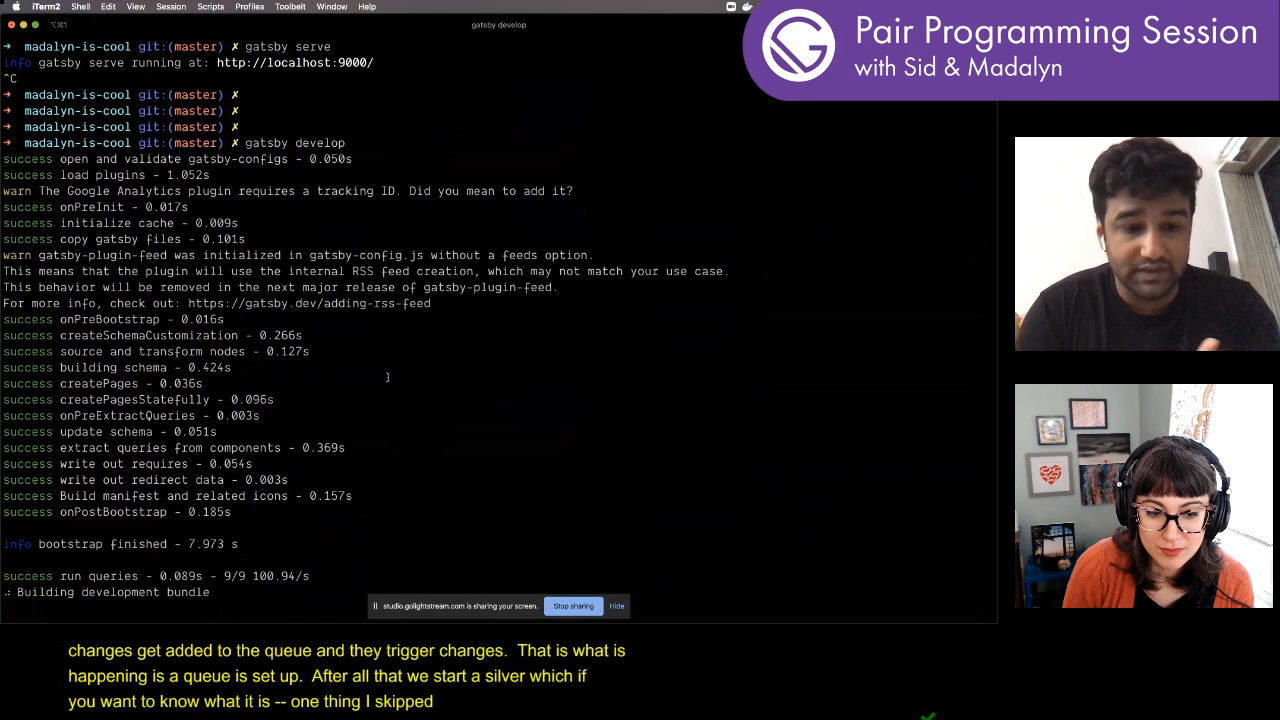 iTerm2 Shell Edit View Session Scripts Profiles Toolbelt Window Help
⌥⌘1 gatsby develop
Pair Programming Session
with Sid & Madalyn
➜ madalyn-is-cool git:(master) ✗ gatsby serve
info gatsby serve running at: http://localhost:9000/
^C
➜ madalyn-is-cool git:(master) ✗
➜ madalyn-is-cool git:(master) ✗
➜ madalyn-is-cool git:(master) ✗
➜ madalyn-is-cool git:(master) ✗ gatsby develop
success open and validate gatsby-configs - 0.050s
success load plugins - 1.052s
warn The Google Analytics plugin requires a tracking ID. Did you mean to add it?
success onPreInit - 0.017s
success initialize cache - 0.009s
success copy gatsby files - 0.101s
warn gatsby-plugin-feed was initialized in gatsby-config.js without a feeds option.
This means that the plugin will use the internal RSS feed creation, which may not match your use case.
This behavior will be removed in the next major release of gatsby-plugin-feed.
For more info, check out: https://gatsby.dev/adding-rss-feed
success onPreBootstrap - 0.016s
success createSchemaCustomization - 0.266s
success source and transform nodes - 0.127s
success building schema - 0.424s
success createPages - 0.036s
success createPagesStatefully - 0.096s
success onPreExtractQueries - 0.003s
success update schema - 0.051s
success extract queries from components - 0.369s
success write out requires - 0.054s
success write out redirect data - 0.003s
success Build manifest and related icons - 0.157s
success onPostBootstrap - 0.185s
info bootstrap finished - 7.973 s
success run queries - 0.089s - 9/9 100.94/s
Building development bundle
studio.golightstream.com is sharing your screen. Stop sharing Hide
changes get added to the queue and they trigger changes. That is what is
happening is a queue is set up. After all that we start a silver which if
you want to know what it is -- one thing I skipped